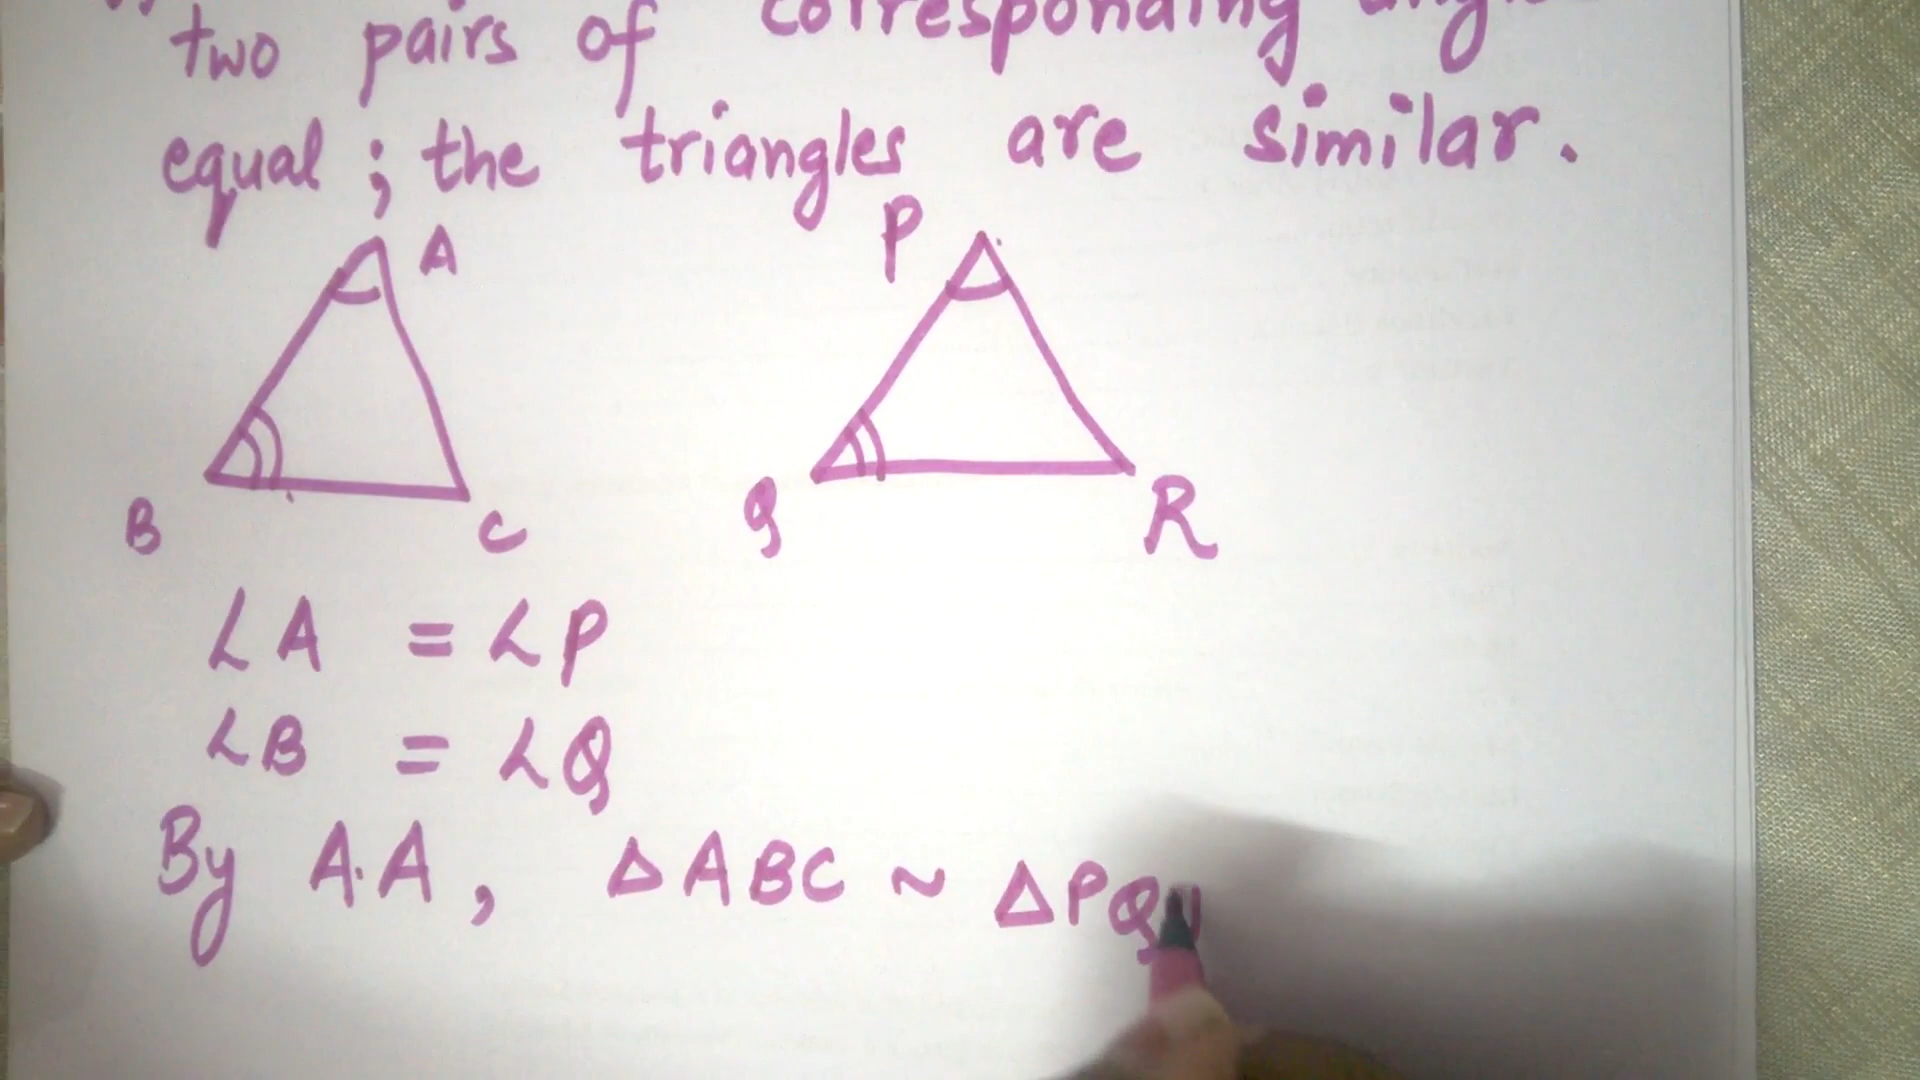 two pairs of corresponding
equal; the triangles are similar.
A
P
B
C
Q
R
∠A = ∠P
∠B = ∠Q
By A.A, ΔABC ~ ΔPQ